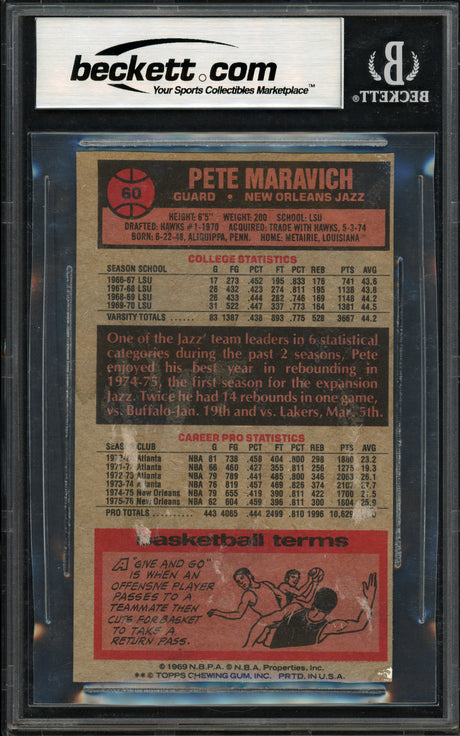 beckett.com
Your Sports Collectibles Marketplace™
B
BECKETT®
60
PETE MARAVICH
GUARD • NEW ORLEANS JAZZ
HEIGHT: 6'5" WEIGHT: 200 SCHOOL: LSU
DRAFTED: HAWKS #1-1970 ACQUIRED: TRADE WITH HAWKS, 5-3-74
BORN: 6-22-48, ALIQUIPPA, PENN. HOME: METAIRIE, LOUISIANA
COLLEGE STATISTICS
SEASON SCHOOL G FG PCT FT PCT REB PTS AVG
1966-67 LSU 17 273 .452 195 .833 176 741 43.6
1967-68 LSU 26 432 .423 274 .811 195 1138 43.8
1968-69 LSU 26 433 .444 282 .746 169 1148 44.2
1969-70 LSU 31 522 .447 337 .773 164 1381 44.5
VARSITY TOTALS ...... 83 1387 .438 893 .775 528 3667 44.2
One of the Jazz' team leaders in 6 statistical
categories during the past 2 seasons, Pete
enjoyed his best year in rebounding in
1974-75, the first season for the expansion
Jazz. Twice he had 14 rebounds in one game,
vs. Buffalo-Jan. 19th and vs. Lakers, Mar. 5th.
CAREER PRO STATISTICS
SEASON CLUB G FG PCT FT PCT REB PTS AVG
Atlanta NBA 81 738 .458 404 .800 298 1880 23.2
1971-72 Atlanta NBA 66 460 .427 355 .811 256 1275 19.3
1972-73 Atlanta NBA 79 789 .441 485 .800 346 2063 26.1
1973-74 Atlanta NBA 76 819 .457 469 .826 374 2107 27.7
1974-75 New Orleans NBA 79 655 .419 390 .811 422 1700 21.5
1975-76 New Orleans NBA 62 604 .459 396 .811 300 1604 25.9
PRO TOTALS ............ 443 4065 .444 2499 .810 1996 10,629
basketball terms
A "GIVE AND GO"
IS WHEN AN
OFFENSIVE PLAYER
PASSES TO A
TEAMMATE THEN
CUTS FOR BASKET
TO TAKE A
RETURN PASS.
© 1969 N.B.P.A. © N.B.A. Properties, Inc.
** © TOPPS CHEWING GUM, INC. PRTD. IN U.S.A.